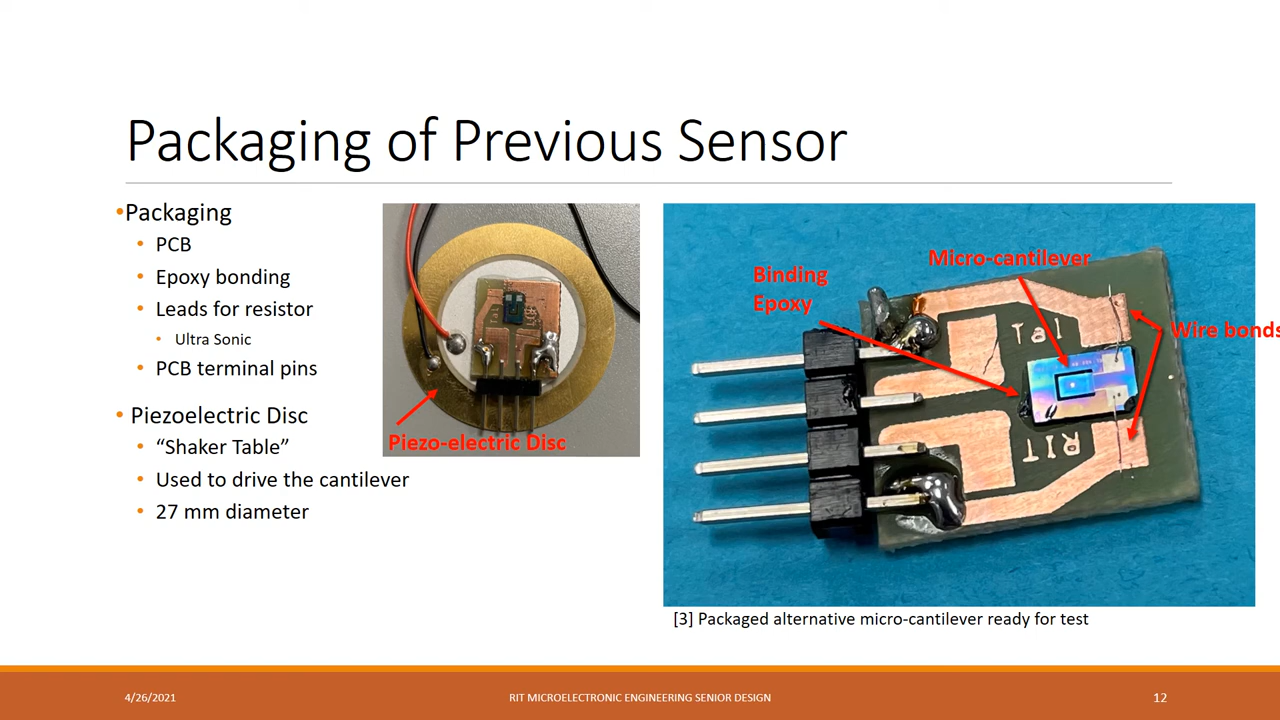 Packaging of Previous Sensor
•Packaging
• PCB
• Epoxy bonding
• Leads for resistor
• Ultra Sonic
• PCB terminal pins
• Piezoelectric Disc
• “Shaker Table”
• Used to drive the cantilever
• 27 mm diameter
Piezo-electric Disc
Micro-cantilever
Binding
Epoxy
Wire bonds
Tal
RIT
[3] Packaged alternative micro-cantilever ready for test
4/26/2021
RIT MICROELECTRONIC ENGINEERING SENIOR DESIGN
12